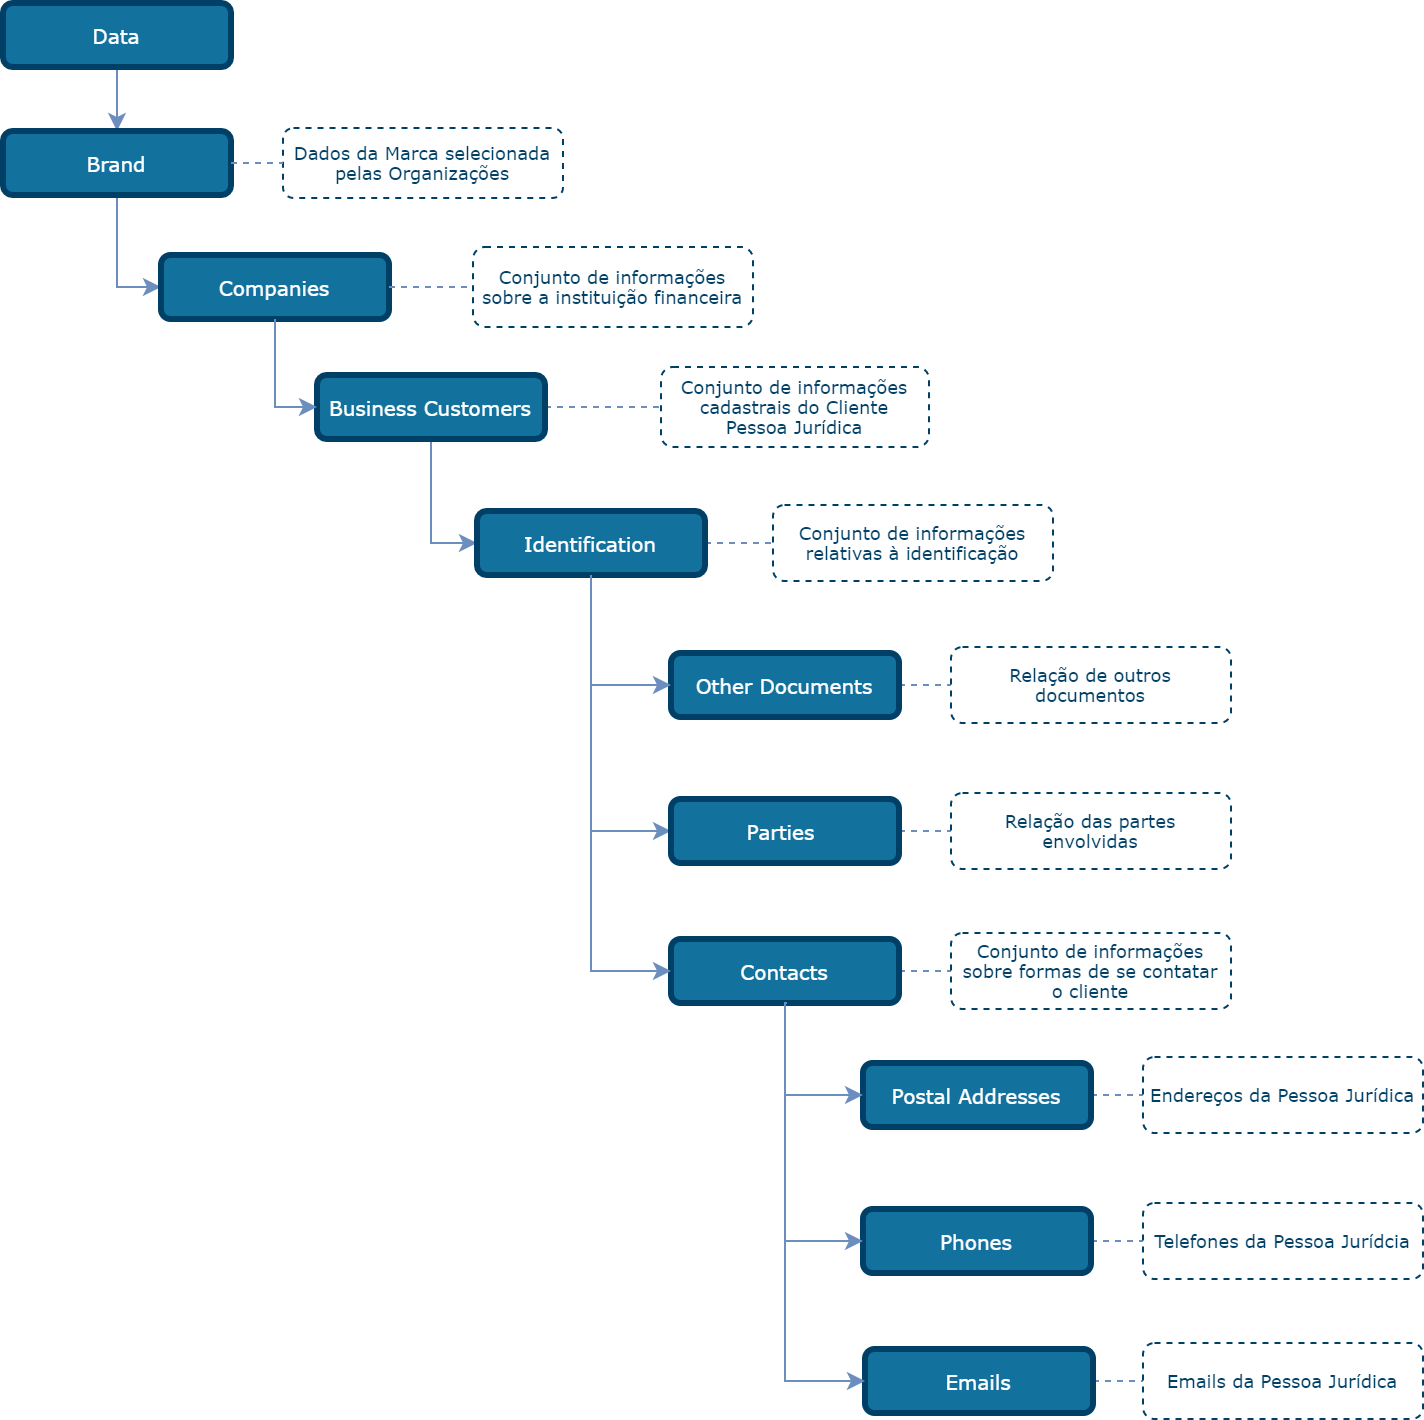 Data
Brand
Dados da Marca selecionada
pelas Organizações
Companies
Conjunto de informações
sobre a instituição financeira
Business Customers
Conjunto de informações
cadastrais do Cliente
Pessoa Jurídica
Identification
Conjunto de informações
relativas à identificação
Other Documents
Relação de outros
documentos
Parties
Relação das partes
envolvidas
Contacts
Conjunto de informações
sobre formas de se contatar
o cliente
Postal Addresses
Endereços da Pessoa Jurídica
Phones
Telefones da Pessoa Jurídcia
Emails
Emails da Pessoa Jurídica